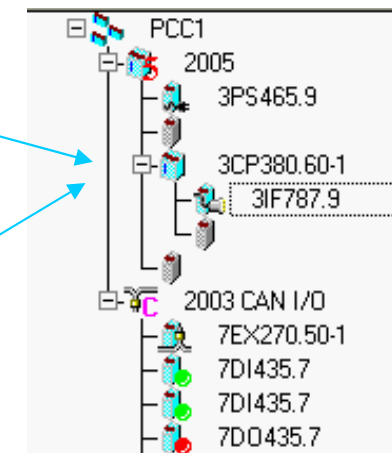 PCC1
2005
3PS465.9
3CP380.60-1
3IF787.9
2003 CAN I/O
7EX270.50-1
7DI435.7
7DI435.7
7DO435.7